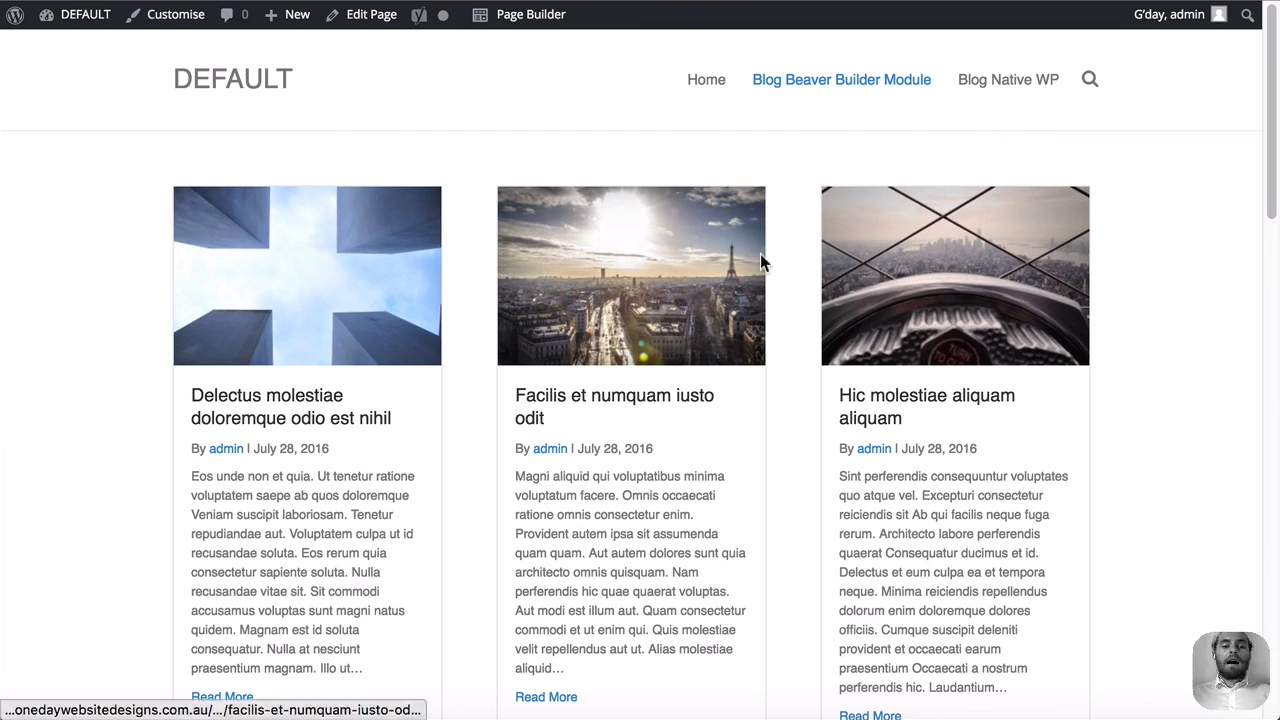 DEFAULT Customise 0 New Edit Page Page Builder G'day, admin
DEFAULT Home Blog Beaver Builder Module Blog Native WP
Delectus molestiae
doloremque odio est nihil
By admin | July 28, 2016
Eos unde non et quia. Ut tenetur ratione
voluptatem saepe ab quos doloremque
Veniam suscipit laboriosam. Tenetur
repudiandae aut. Voluptatem culpa ut id
recusandae soluta. Eos rerum quia
consectetur sapiente soluta. Nulla
recusandae vitae sit. Sit commodi
accusamus voluptas sunt magni natus
quidem. Magnam est id soluta
consequatur. Nulla at nesciunt
praesentium magnam. Illo ut…
Read More
Facilis et numquam iusto
odit
By admin | July 28, 2016
Magni aliquid qui voluptatibus minima
voluptatum facere. Omnis occaecati
ratione omnis consectetur enim.
Provident autem ipsa sit assumenda
quam quam. Aut autem dolores sunt quia
architecto omnis quisquam. Nam
perferendis hic quae quaerat voluptas.
Aut modi est illum aut. Quam consectetur
commodi et ut enim qui. Quis molestiae
velit repellendus aut ut. Alias molestiae
aliquid…
Read More
TURN
Hic molestiae aliquam
aliquam
By admin | July 28, 2016
Sint perferendis consequuntur voluptates
quo atque vel. Excepturi consectetur
reiciendis sit Ab qui facilis neque fuga
rerum. Architecto labore perferendis
quaerat Consequatur ducimus et id.
Delectus et eum culpa ea et tempora
neque. Minima reiciendis repellendus
dolorum enim doloremque dolores
officiis. Cumque suscipit deleniti
provident et occaecati earum
praesentium Occaecati a nostrum
perferendis hic. Laudantium…
Read More
...onedaywebsitedesigns.com.au/.../facilis-et-numquam-iusto-od...